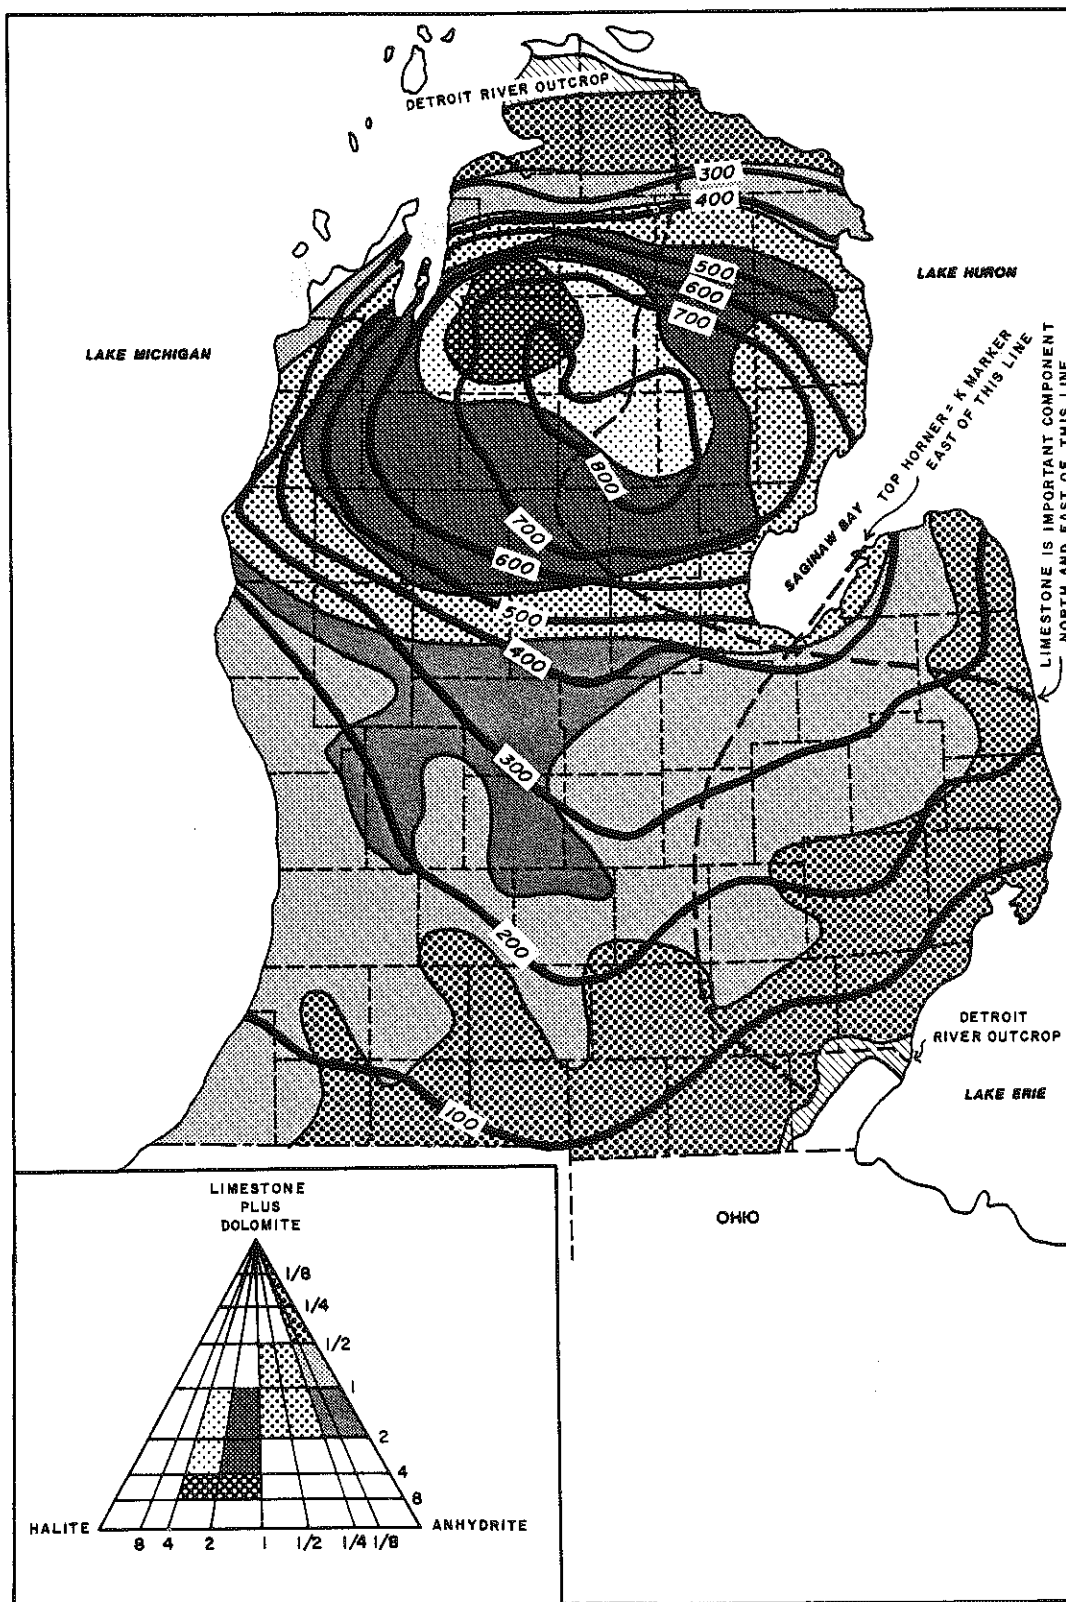 DETROIT RIVER OUTCROP
300
400
500
600
700
LAKE HURON
LAKE MICHIGAN
TOP HORNER = K MARKER
EAST OF THIS LINE
LIMESTONE IS IMPORTANT COMPONENT
NORTH AND EAST OF THIS LINE
SAGINAW BAY
800
700
600
500
400
300
200
100
DETROIT
RIVER OUTCROP
LAKE ERIE
OHIO
LIMESTONE
PLUS
DOLOMITE
1/8
1/4
1/2
1
2
4
8
HALITE
ANHYDRITE
8 4 2 1 1/2 1/4 1/8